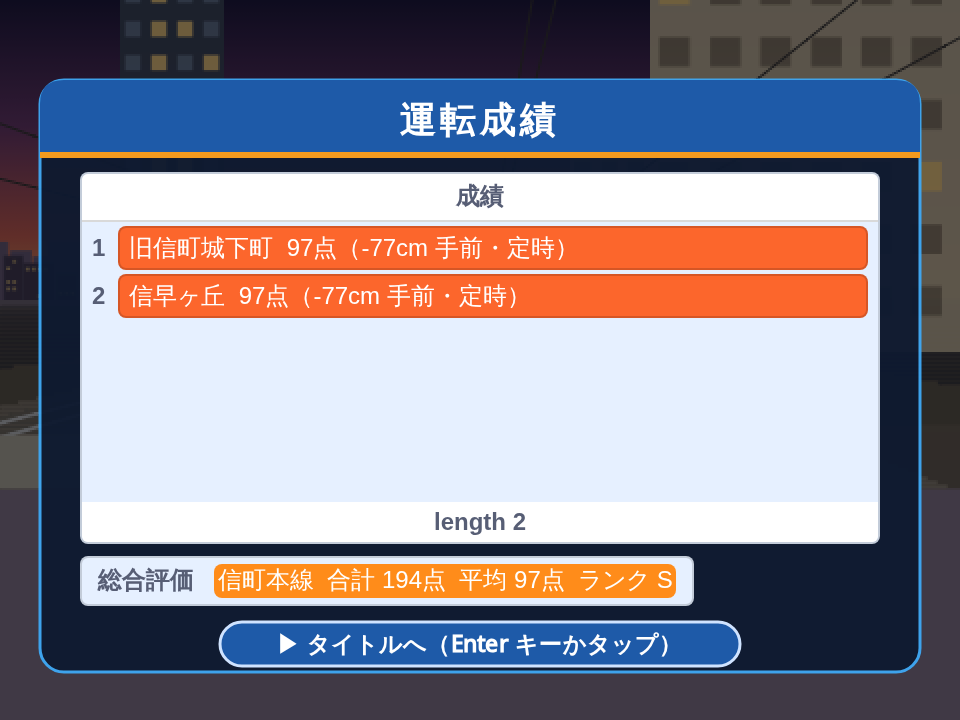 運転成績
成績
1 旧信町城下町 97点（-77cm 手前・定時）
2 信早ヶ丘 97点（-77cm 手前・定時）
length 2
総合評価 信町本線 合計 194点 平均 97点 ランク S
▶ タイトルへ（Enter キーかタップ）